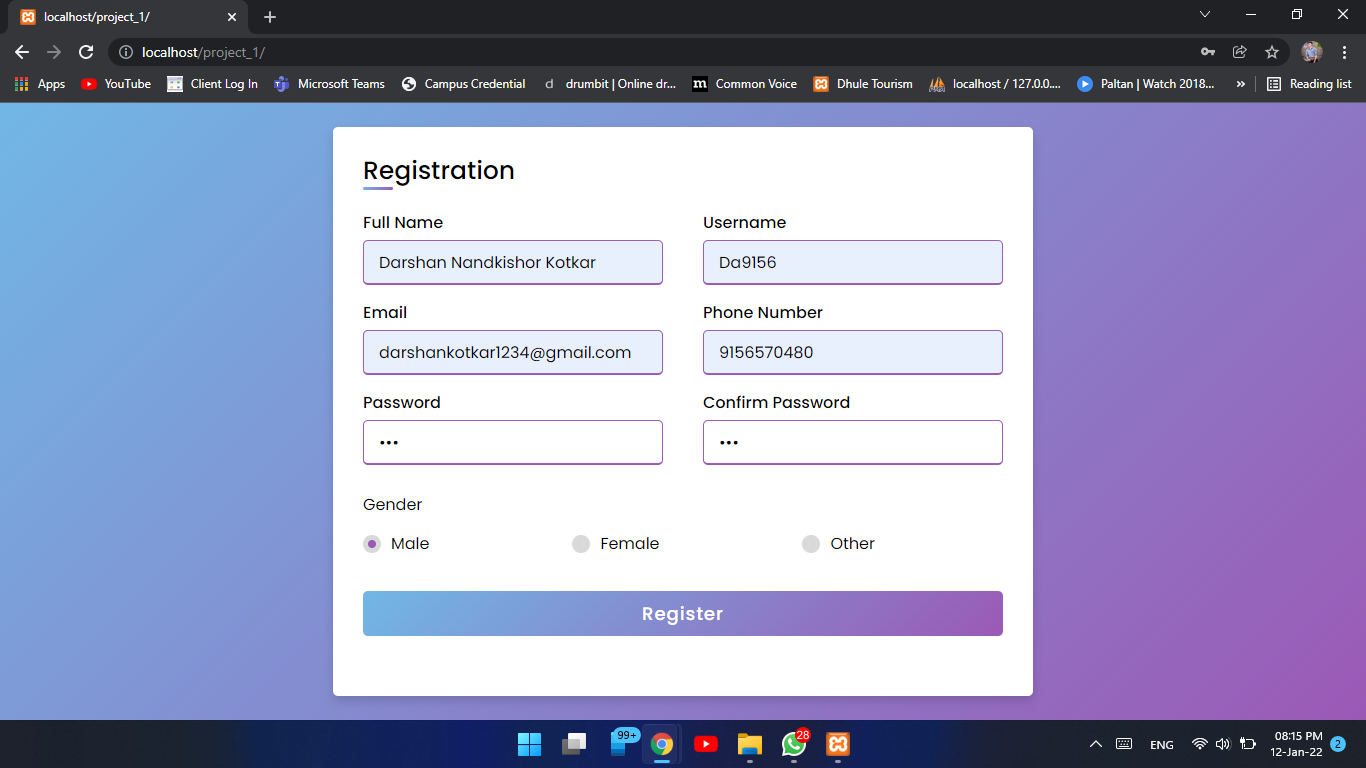 localhost/project_1/
localhost/project_1/
Apps YouTube Client Log In Microsoft Teams Campus Credential d drumbit | Online dr... m Common Voice Dhule Tourism localhost / 127.0.0.... Paltan | Watch 2018... » Reading list
Registration
Full Name Username
Darshan Nandkishor Kotkar Da9156
Email Phone Number
darshankotkar1234@gmail.com 9156570480
Password Confirm Password
••• •••
Gender
Male Female Other
Register
99+ 28 ENG 08:15 PM 2
12-Jan-22